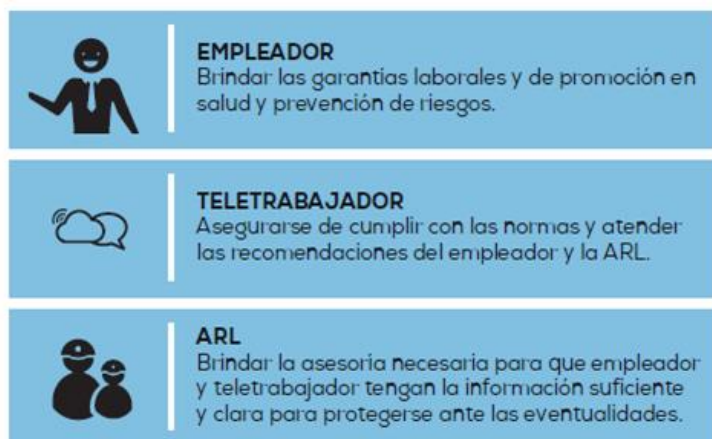 EMPLEADOR
Brindar las garantías laborales y de promoción en
salud y prevención de riesgos.
TELETRABAJADOR
Asegurarse de cumplir con las normas y atender
las recomendaciones del empleador y la ARL.
ARL
Brindar la asesoría necesaria para que empleador
y teletrabajador tengan la información suficiente
y clara para protegerse ante las eventualidades.